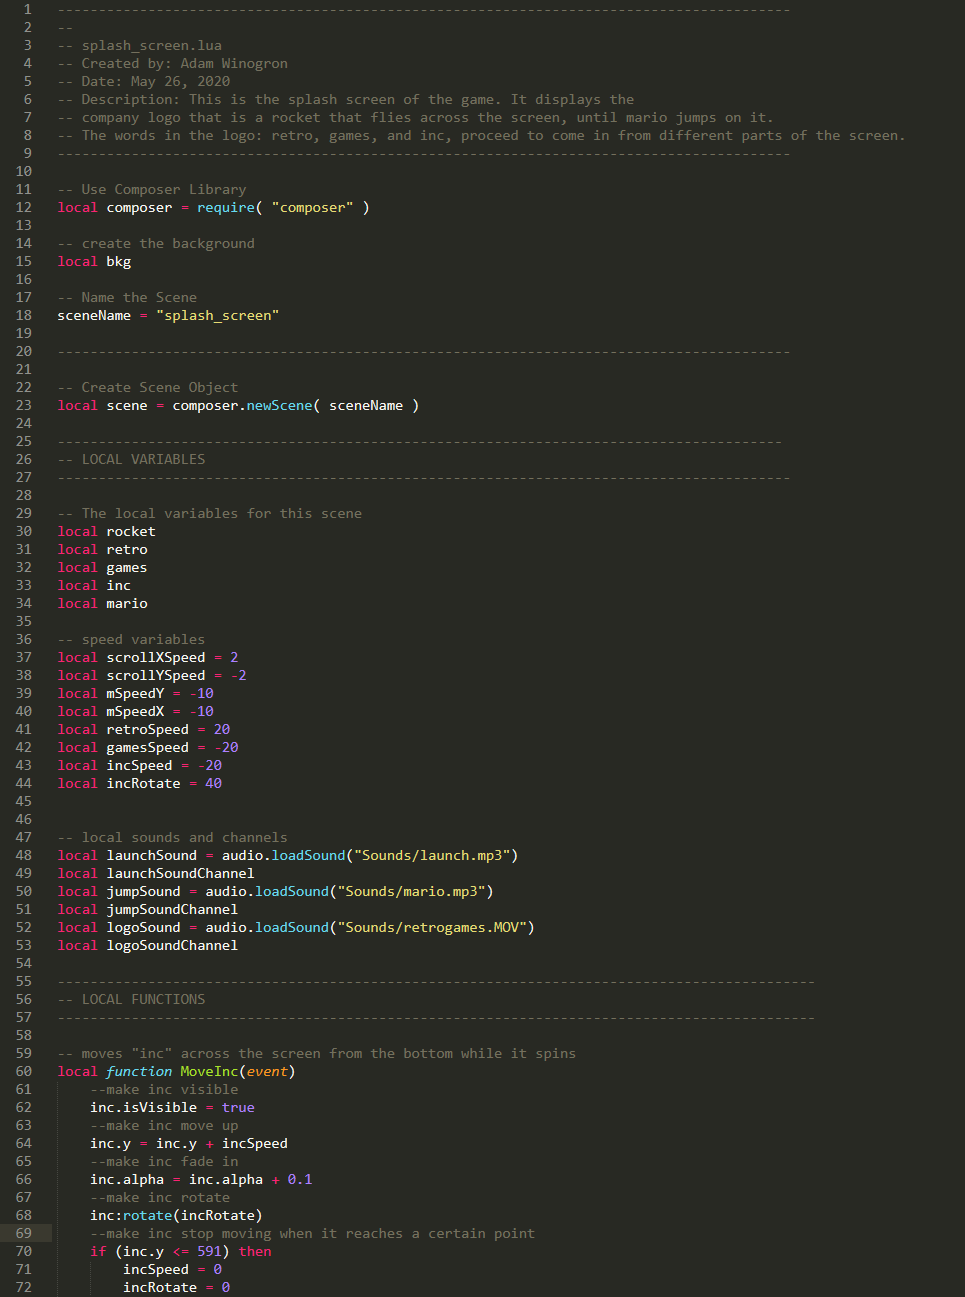 1 -----------------------------------------------------------------------------------------
2 --
3 -- splash_screen.lua
4 -- Created by: Adam Winogron
5 -- Date: May 26, 2020
6 -- Description: This is the splash screen of the game. It displays the
7 -- company logo that is a rocket that flies across the screen, until mario jumps on it.
8 -- The words in the logo: retro, games, and inc, proceed to come in from different parts of the screen.
9 -----------------------------------------------------------------------------------------
10
11 -- Use Composer Library
12 local composer = require( "composer" )
13
14 -- create the background
15 local bkg
16
17 -- Name the Scene
18 sceneName = "splash_screen"
19
20 -----------------------------------------------------------------------------------------
21
22 -- Create Scene Object
23 local scene = composer.newScene( sceneName )
24
25 ----------------------------------------------------------------------------------------
26 -- LOCAL VARIABLES
27 -----------------------------------------------------------------------------------------
28
29 -- The local variables for this scene
30 local rocket
31 local retro
32 local games
33 local inc
34 local mario
35
36 -- speed variables
37 local scrollXSpeed = 2
38 local scrollYSpeed = -2
39 local mSpeedY = -10
40 local mSpeedX = -10
41 local retroSpeed = 20
42 local gamesSpeed = -20
43 local incSpeed = -20
44 local incRotate = 40
45
46
47 -- local sounds and channels
48 local launchSound = audio.loadSound("Sounds/launch.mp3")
49 local launchSoundChannel
50 local jumpSound = audio.loadSound("Sounds/mario.mp3")
51 local jumpSoundChannel
52 local logoSound = audio.loadSound("Sounds/retrogames.MOV")
53 local logoSoundChannel
54
55 --------------------------------------------------------------------------------------------
56 -- LOCAL FUNCTIONS
57 --------------------------------------------------------------------------------------------
58
59 -- moves "inc" across the screen from the bottom while it spins
60 local function MoveInc(event)
61     --make inc visible
62     inc.isVisible = true
63     --make inc move up
64     inc.y = inc.y + incSpeed
65     --make inc fade in
66     inc.alpha = inc.alpha + 0.1
67     --make inc rotate
68     inc:rotate(incRotate)
69     --make inc stop moving when it reaches a certain point
70     if (inc.y <= 591) then
71         incSpeed = 0
72         incRotate = 0